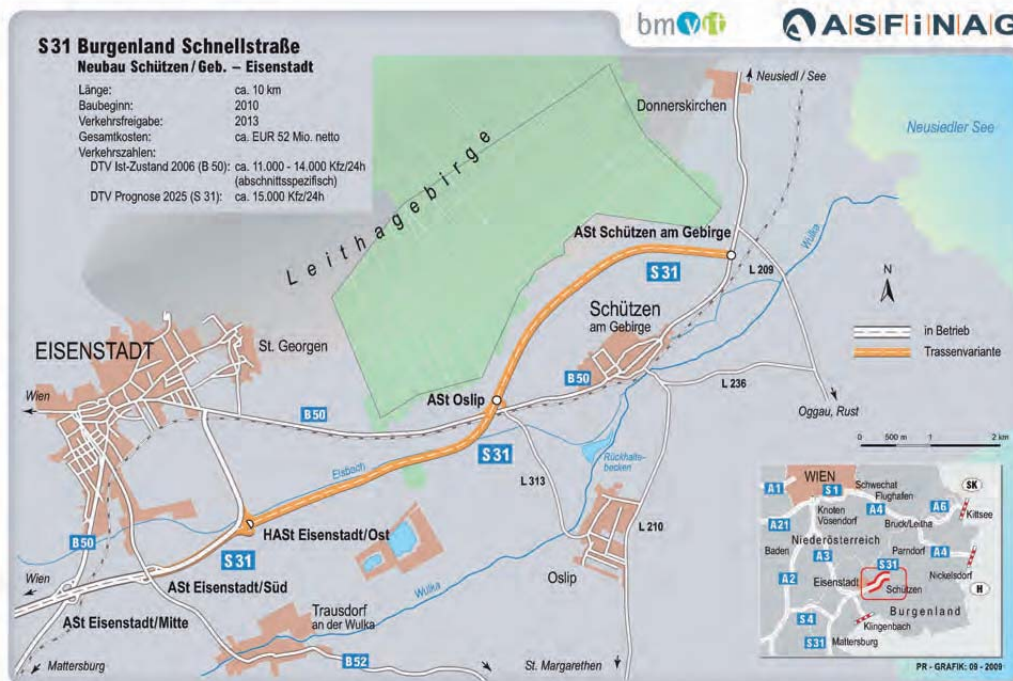 bmvit
ASFiNAG
S31 Burgenland Schnellstraße
Neubau Schützen/Geb. – Eisenstadt
Länge: ca. 10 km
Baubeginn: 2010
Verkehrsfreigabe: 2013
Gesamtkosten: ca. EUR 52 Mio. netto
Verkehrszahlen:
DTV Ist-Zustand 2006 (B 50): ca. 11.000 - 14.000 Kfz/24h
(abschnittsspezifisch)
DTV Prognose 2025 (S 31): ca. 15.000 Kfz/24h
Neusiedl / See
Donnerskirchen
Neusiedler See
Leithagebirge
ASt Schützen am Gebirge
S31
L 209
Wulka
N
Schützen
am Gebirge
in Betrieb
Trassenvariante
EISENSTADT
St. Georgen
Wien
B50
ASt Oslip
B50
L 236
Oggau, Rust
S31
0 500 m 1 2 km
Eisbach
Rückhalte-
becken
L 313
L 210
B50
HASt Eisenstadt/Ost
S31
Wien
ASt Eisenstadt/Süd
Oslip
ASt Eisenstadt/Mitte
Trausdorf
an der Wulka
Wulka
Mattersburg
B52
St. Margarethen
WIEN
A1
S1
Schwechat
Flughafen
SK
A4
A6
Kittsee
A21
Knoten
Vösendorf
Bruck/Leitha
Niederösterreich
Baden
A3
Parndorf
A4
S31
Nickelsdorf
A2
Eisenstadt
Schützen
H
Burgenland
S4
Klingenbach
S31
Mattersburg
PR - GRAFIK: 09 - 2009